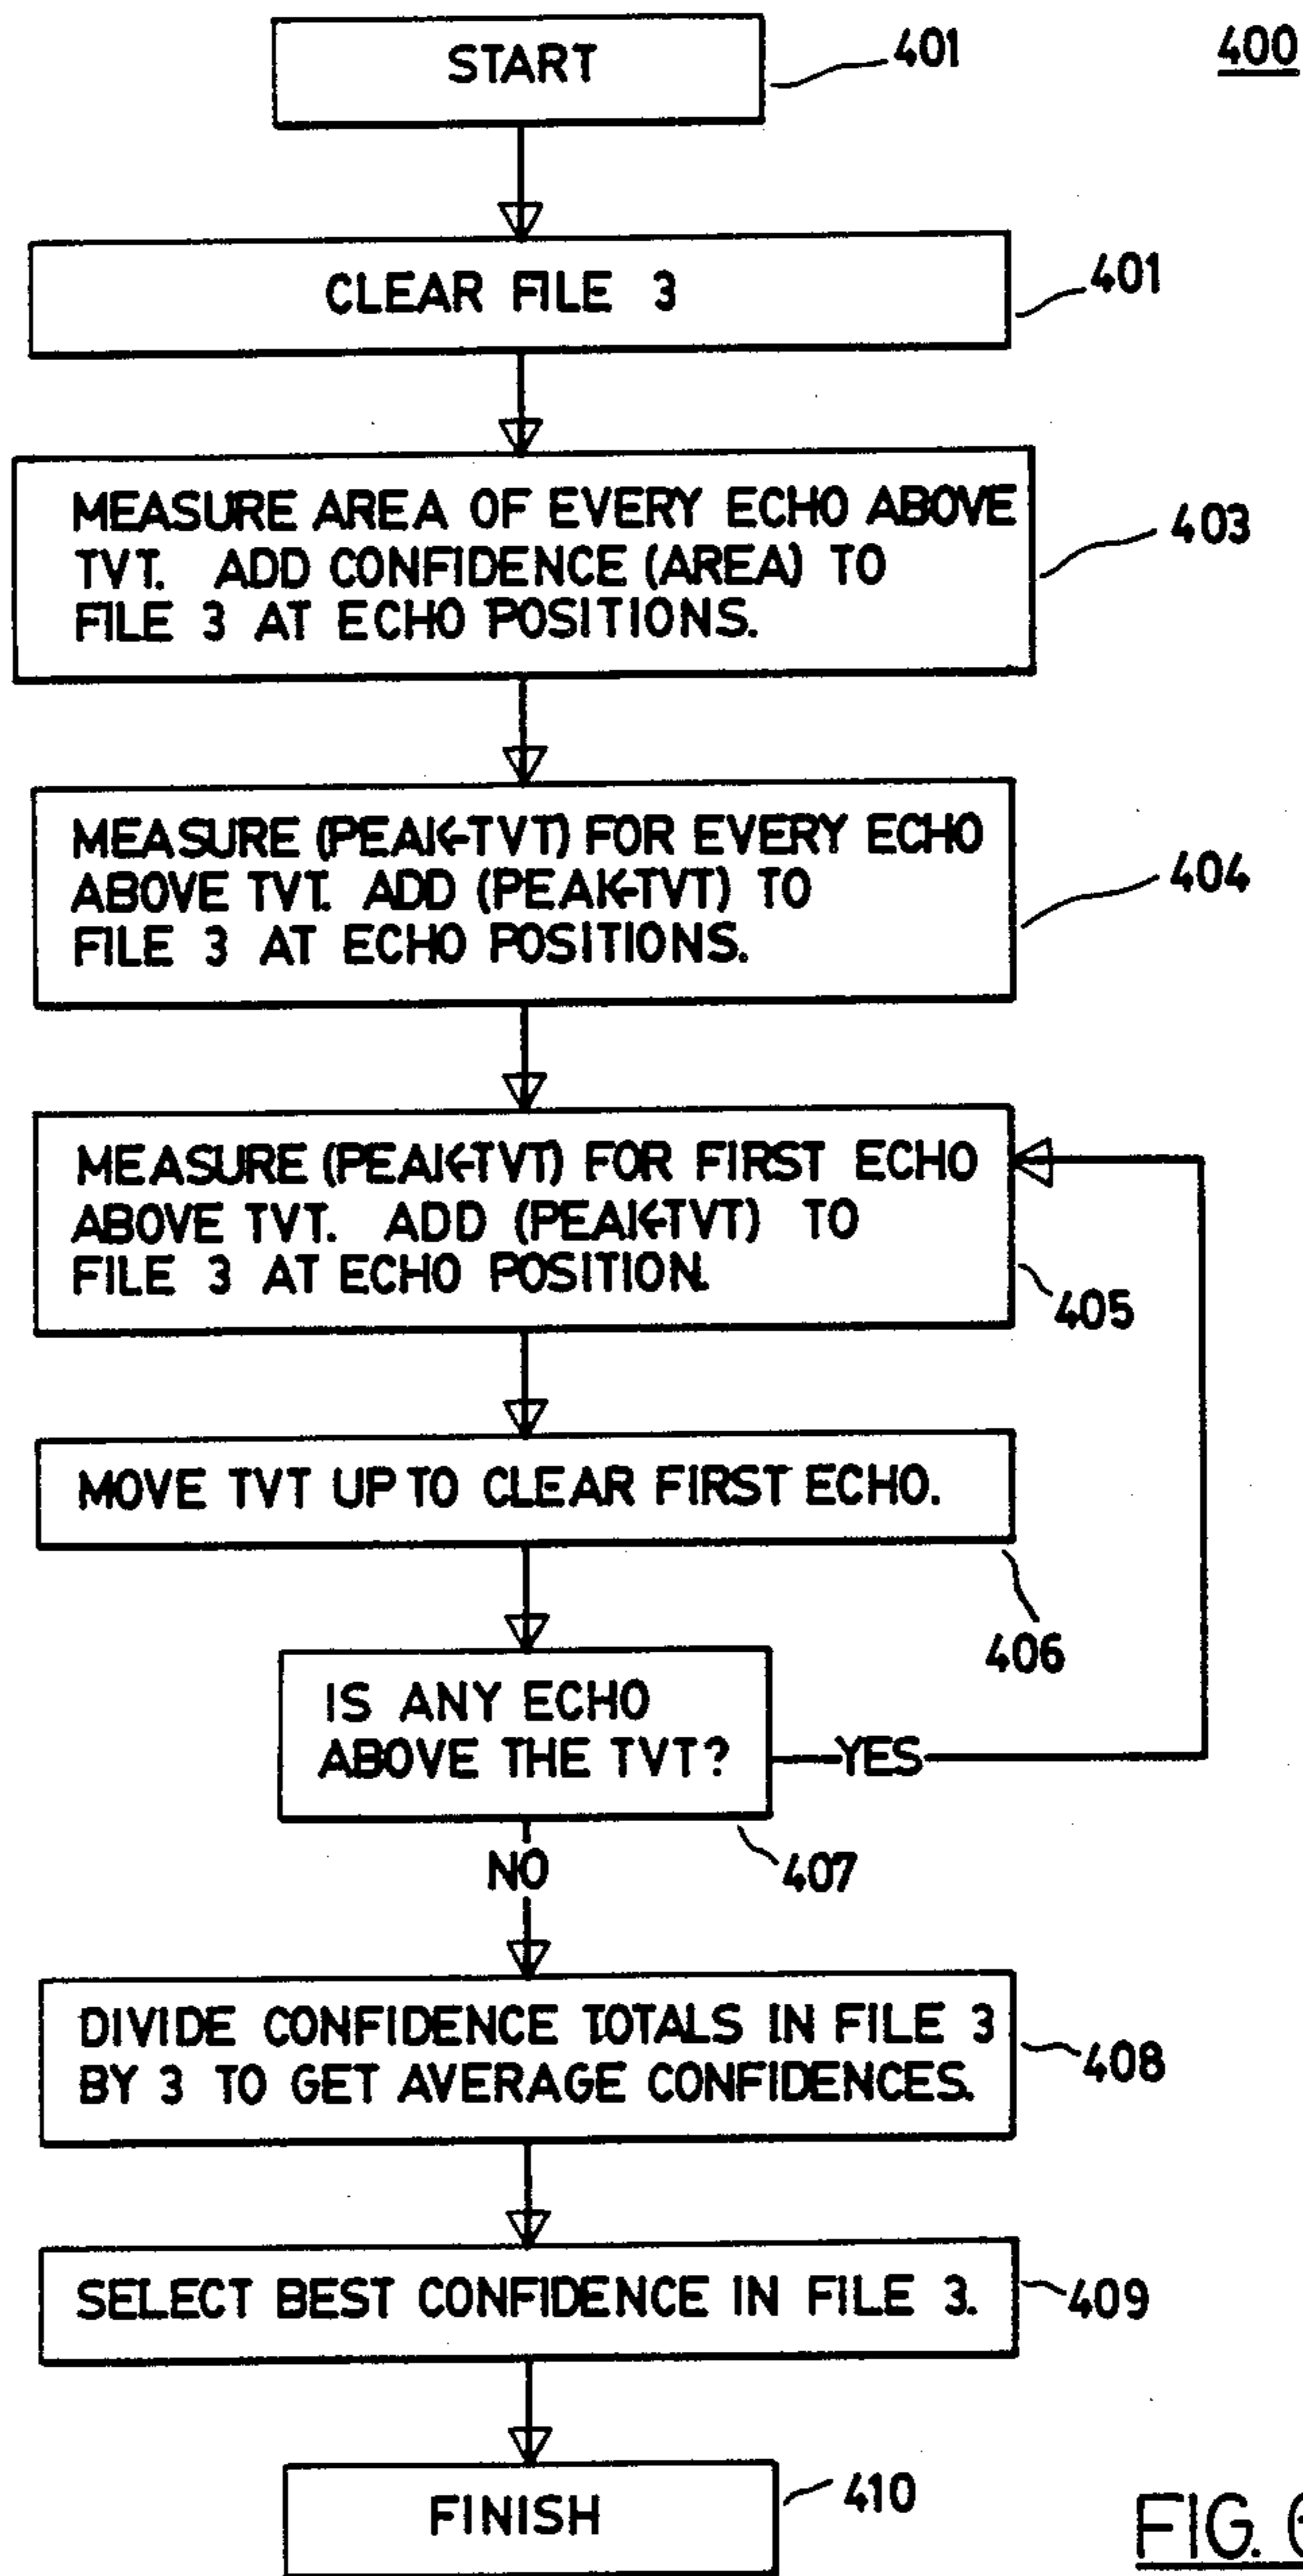 START
401
400
CLEAR FILE 3
401
MEASURE AREA OF EVERY ECHO ABOVE
TVT. ADD CONFIDENCE (AREA) TO
FILE 3 AT ECHO POSITIONS.
403
MEASURE (PEAK-TVT) FOR EVERY ECHO
ABOVE TVT. ADD (PEAK-TVT) TO
FILE 3 AT ECHO POSITIONS.
404
MEASURE (PEAK-TVT) FOR FIRST ECHO
ABOVE TVT. ADD (PEAK-TVT) TO
FILE 3 AT ECHO POSITION.
405
MOVE TVT UP TO CLEAR FIRST ECHO.
406
IS ANY ECHO
ABOVE THE TVT?
YES
407
NO
DIVIDE CONFIDENCE TOTALS IN FILE 3
BY 3 TO GET AVERAGE CONFIDENCES.
408
SELECT BEST CONFIDENCE IN FILE 3.
409
FINISH
410
FIG.